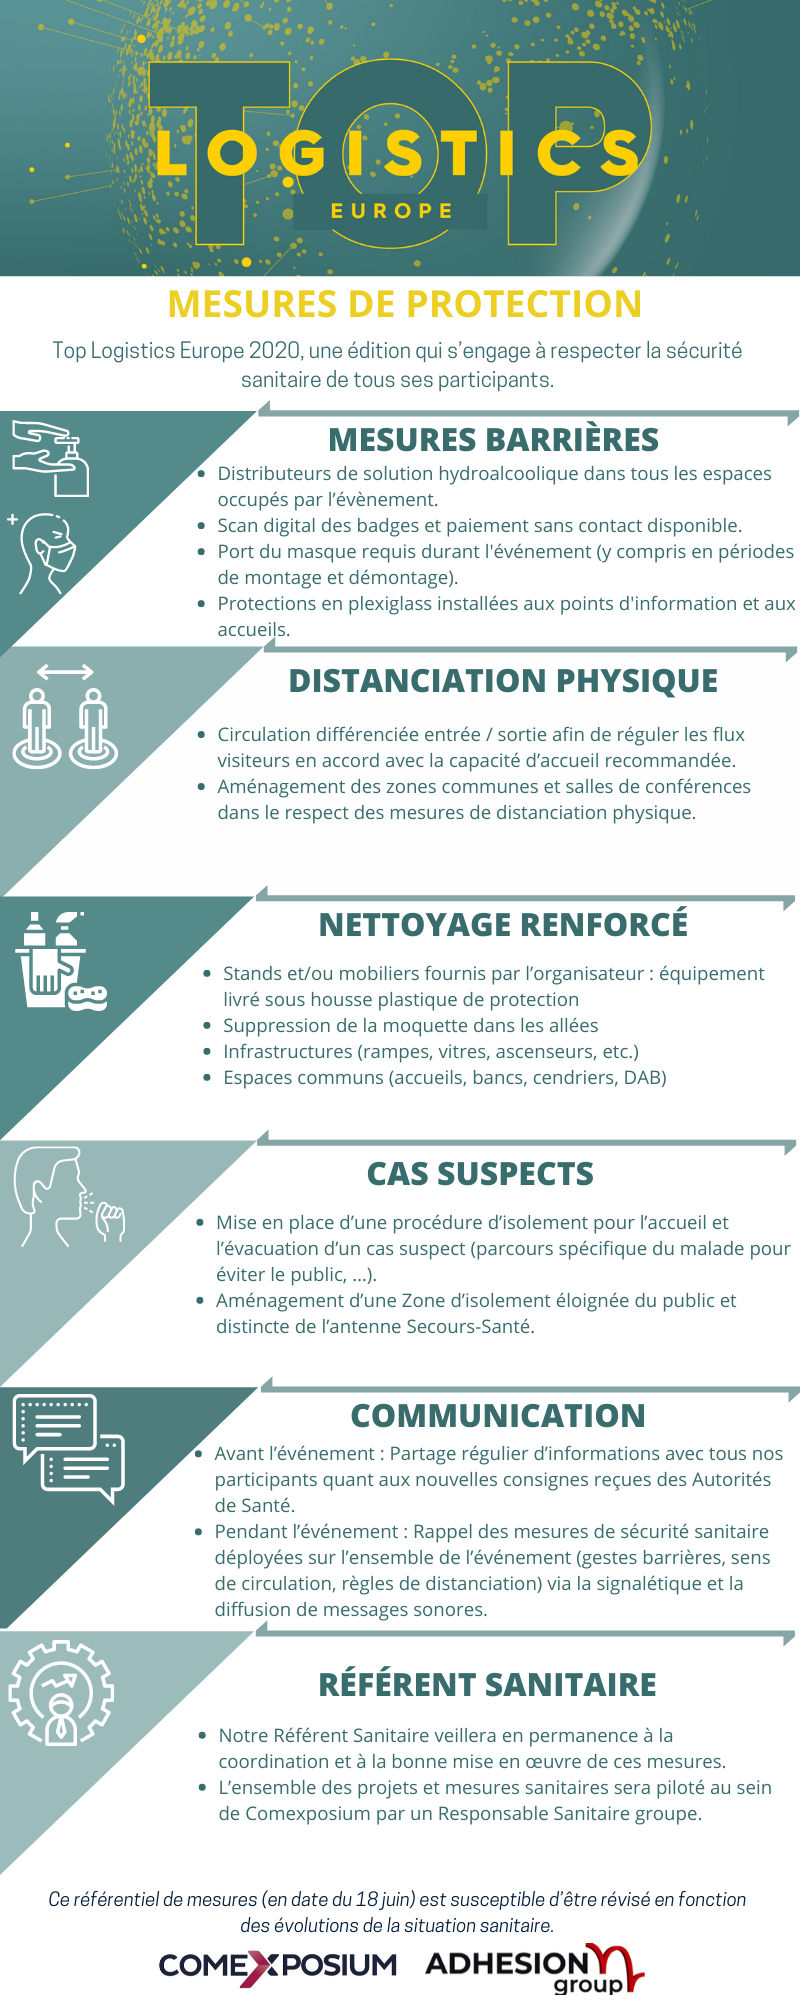 TOP
LOGISTICS
EUROPE
MESURES DE PROTECTION
Top Logistics Europe 2020, une édition qui s’engage à respecter la sécurité
sanitaire de tous ses participants.
MESURES BARRIÈRES
• Distributeurs de solution hydroalcoolique dans tous les espaces
occupés par l’évènement.
• Scan digital des badges et paiement sans contact disponible.
• Port du masque requis durant l'événement (y compris en périodes
de montage et démontage).
• Protections en plexiglass installées aux points d'information et aux
accueils.
DISTANCIATION PHYSIQUE
• Circulation différenciée entrée / sortie afin de réguler les flux
visiteurs en accord avec la capacité d’accueil recommandée.
• Aménagement des zones communes et salles de conférences
dans le respect des mesures de distanciation physique.
NETTOYAGE RENFORCÉ
• Stands et/ou mobiliers fournis par l’organisateur : équipement
livré sous housse plastique de protection
• Suppression de la moquette dans les allées
• Infrastructures (rampes, vitres, ascenseurs, etc.)
• Espaces communs (accueils, bancs, cendriers, DAB)
CAS SUSPECTS
• Mise en place d’une procédure d’isolement pour l’accueil et
l’évacuation d’un cas suspect (parcours spécifique du malade pour
éviter le public, ...).
• Aménagement d’une Zone d’isolement éloignée du public et
distincte de l’antenne Secours-Santé.
COMMUNICATION
• Avant l’événement : Partage régulier d’informations avec tous nos
participants quant aux nouvelles consignes reçues des Autorités
de Santé.
• Pendant l’événement : Rappel des mesures de sécurité sanitaire
déployées sur l’ensemble de l’événement (gestes barrières, sens
de circulation, règles de distanciation) via la signalétique et la
diffusion de messages sonores.
RÉFÉRENT SANITAIRE
• Notre Référent Sanitaire veillera en permanence à la
coordination et à la bonne mise en œuvre de ces mesures.
• L’ensemble des projets et mesures sanitaires sera piloté au sein
de Comexposium par un Responsable Sanitaire groupe.
Ce référentiel de mesures (en date du 18 juin) est susceptible d’être révisé en fonction
des évolutions de la situation sanitaire.
COMEXPOSIUM ADHESION
group